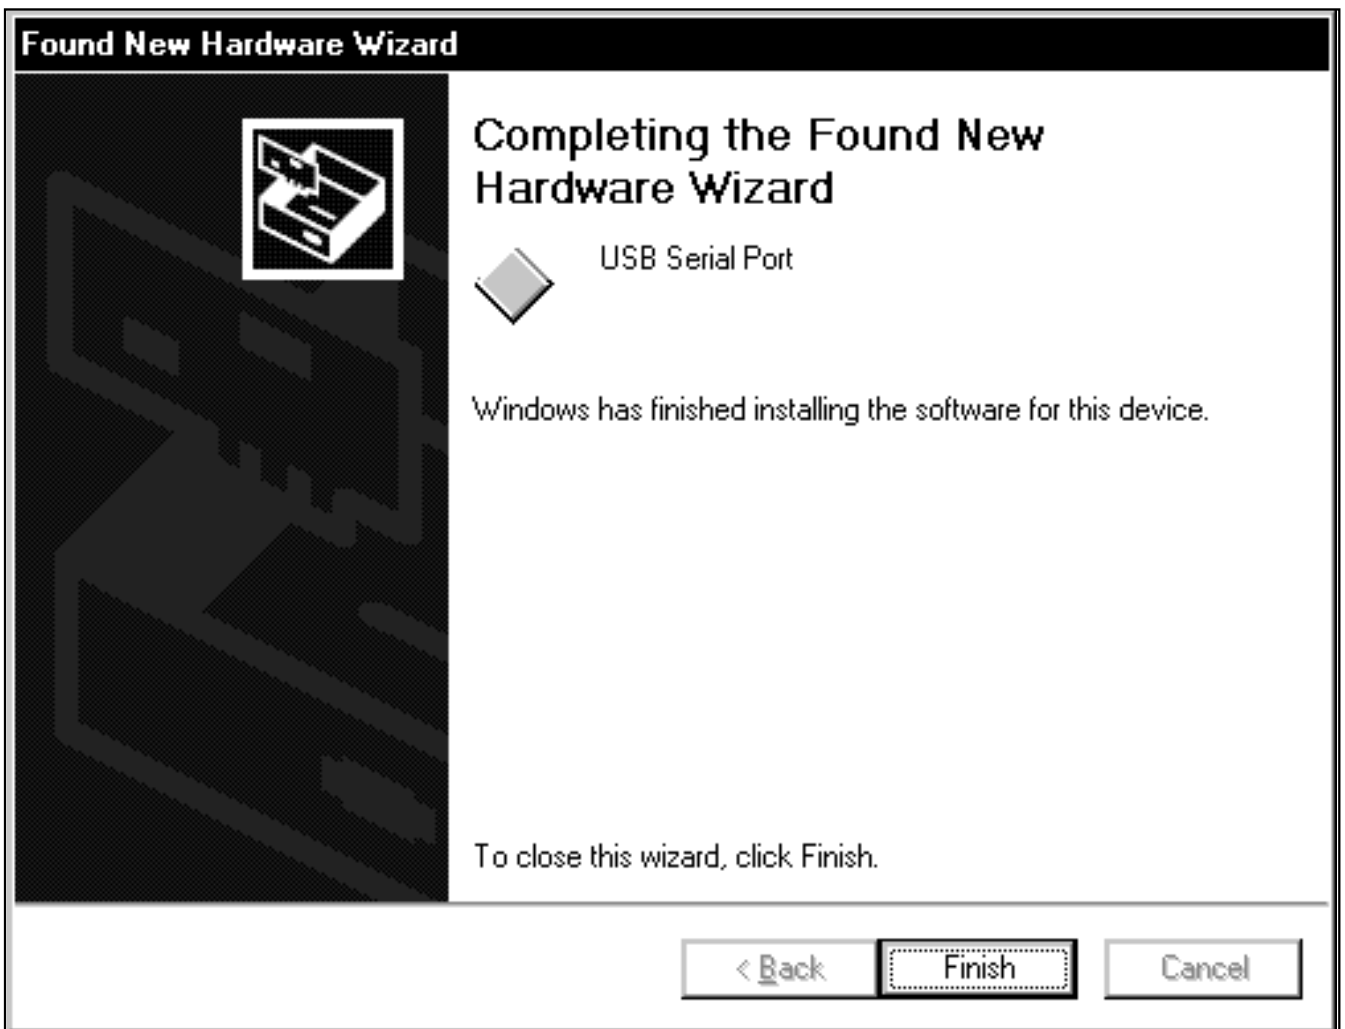 Found New Hardware Wizard
Completing the Found New
Hardware Wizard
USB Serial Port
Windows has finished installing the software for this device.
To close this wizard, click Finish.
< Back
Finish
Cancel